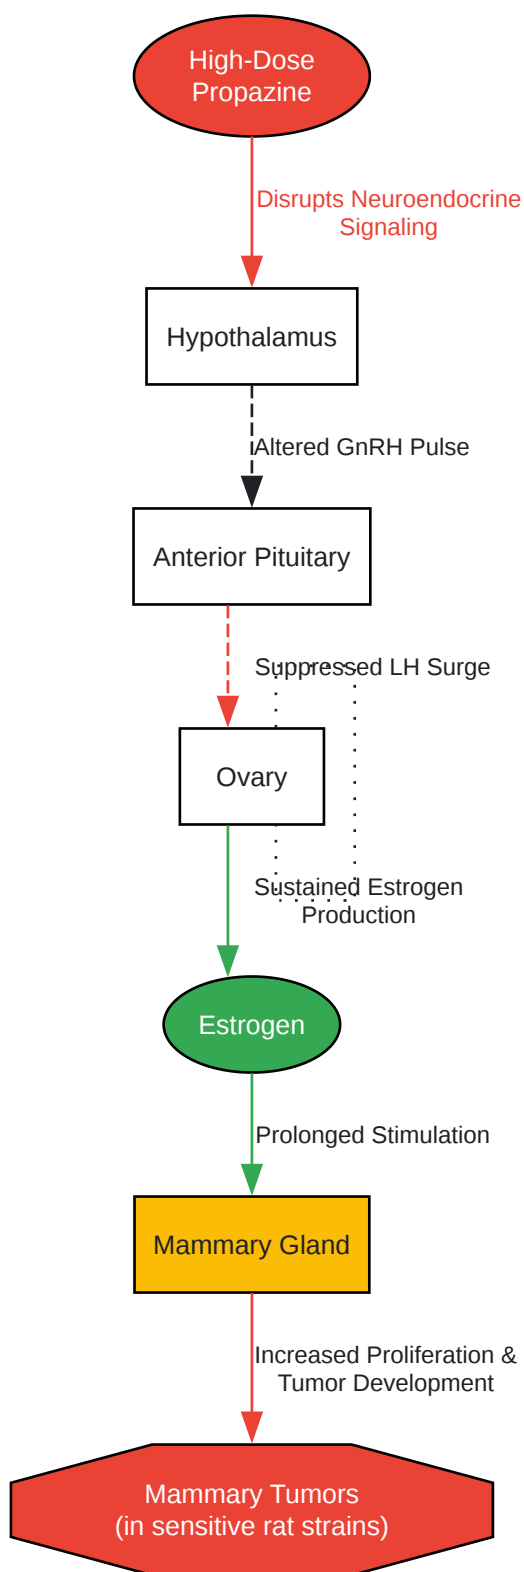 High-Dose
Propazine
Disrupts Neuroendocrine
Signaling
Hypothalamus
Altered GnRH Pulse
Anterior Pituitary
Suppressed LH Surge
Ovary
Sustained Estrogen
Production
Estrogen
Prolonged Stimulation
Mammary Gland
Increased Proliferation &
Tumor Development
Mammary Tumors
(in sensitive rat strains)